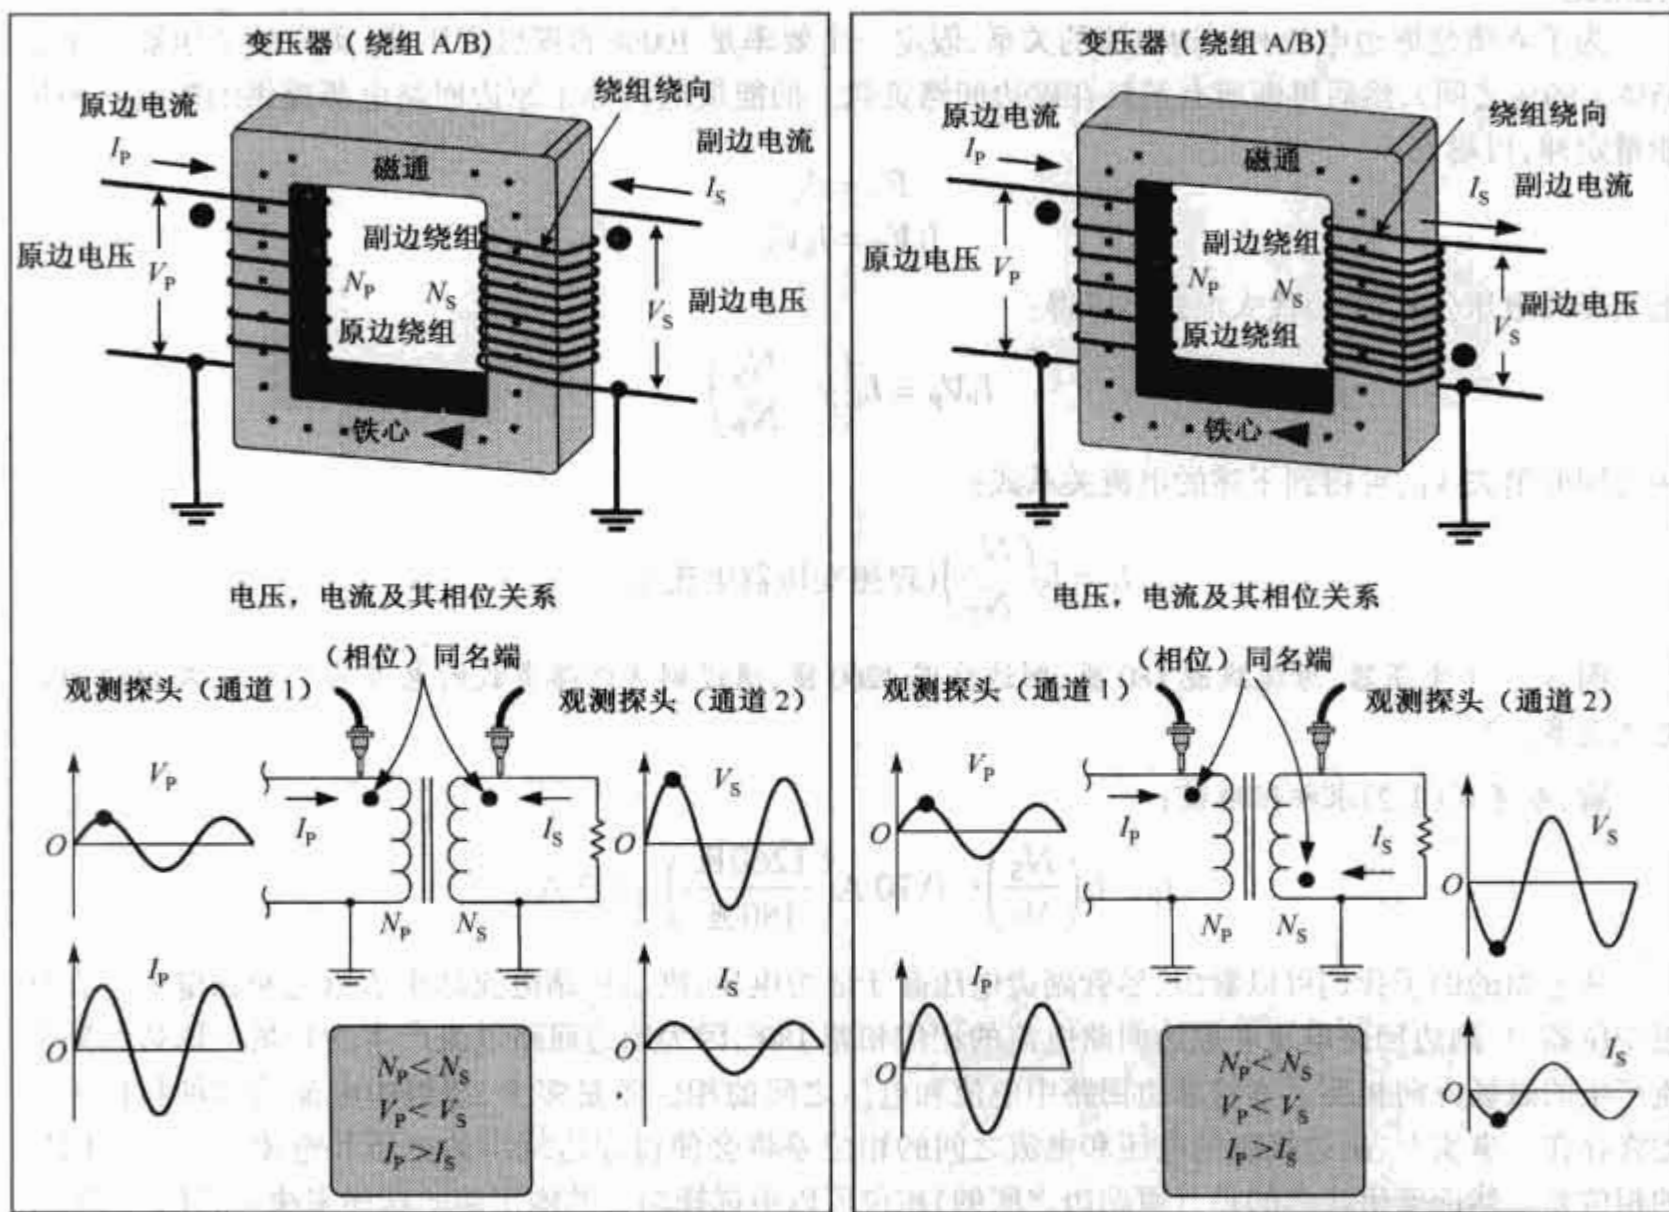 变压器（绕组 A/B）
原边电流
绕组绕向
I_P
副边电流
磁通
I_S
原边电压
V_P
副边绕组
N_P
N_S
原边绕组
V_S
副边电压
铁心
电压，电流及其相位关系
（相位）同名端
观测探头（通道 1）
观测探头（通道 2）
V_P
V_S
O
I_P
I_S
O
N_P
N_S
I_P
I_S
O
O
N_P < N_S
V_P < V_S
I_P > I_S
变压器（绕组 A/B）
原边电流
绕组绕向
I_P
磁通
I_S
副边电流
原边电压
V_P
副边绕组
N_P
N_S
原边绕组
V_S
副边电压
铁心
电压，电流及其相位关系
（相位）同名端
观测探头（通道 1）
观测探头（通道 2）
V_P
V_S
O
I_P
I_S
O
N_P
N_S
I_P
I_S
O
O
N_P < N_S
V_P < V_S
I_P > I_S